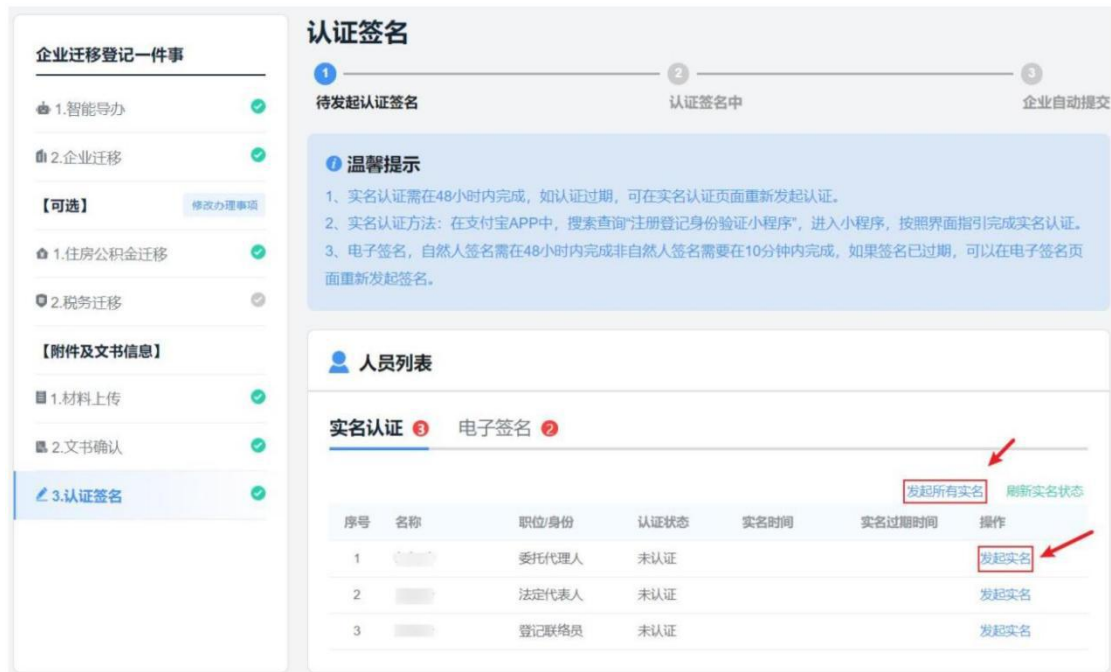 企业迁移登记一件事
1.智能导办
2.企业迁移
【可选】 修改办理事项
1.住房公积金迁移
2.税务迁移
【附件及文书信息】
1.材料上传
2.文书确认
3.认证签名
认证签名
1 2 3
待发起认证签名 认证签名中 企业自动提交
温馨提示
1、实名认证需在48小时内完成，如认证过期，可在实名认证页面重新发起认证。
2、实名认证方法：在支付宝APP中，搜索查询“注册登记身份验证小程序”，进入小程序，按照界面指引完成实名认证。
3、电子签名，自然人签名需在48小时内完成非自然人签名需要在10分钟内完成，如果签名已过期，可以在电子签名页
面重新发起签名。
人员列表
实名认证 3 电子签名 2
发起所有实名 刷新实名状态
序号 名称 职位/身份 认证状态 实名时间 实名过期时间 操作
1 委托代理人 未认证 发起实名
2 法定代表人 未认证 发起实名
3 登记联络员 未认证 发起实名